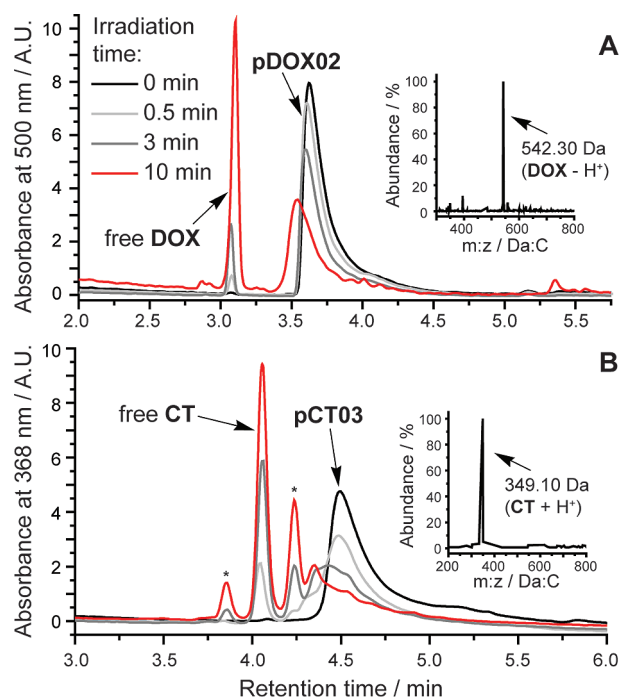 A
Irradiation
time:
0 min
0.5 min
3 min
10 min
Absorbance at 500 nm / A.U.
10
8
6
4
2
0
2.0 2.5 3.0 3.5 4.0 4.5 5.0 5.5
pDOX02
free DOX
Abundance / %
100
80
60
40
20
0
400 600 800
m:z / Da:C
542.30 Da
(DOX - H⁺)
B
Absorbance at 368 nm / A.U.
10
8
6
4
2
0
3.0 3.5 4.0 4.5 5.0 5.5 6.0
Retention time / min
free CT
pCT03
*
*
Abundance / %
100
80
60
40
20
0
200 400 600 800
m:z / Da:C
349.10 Da
(CT + H⁺)